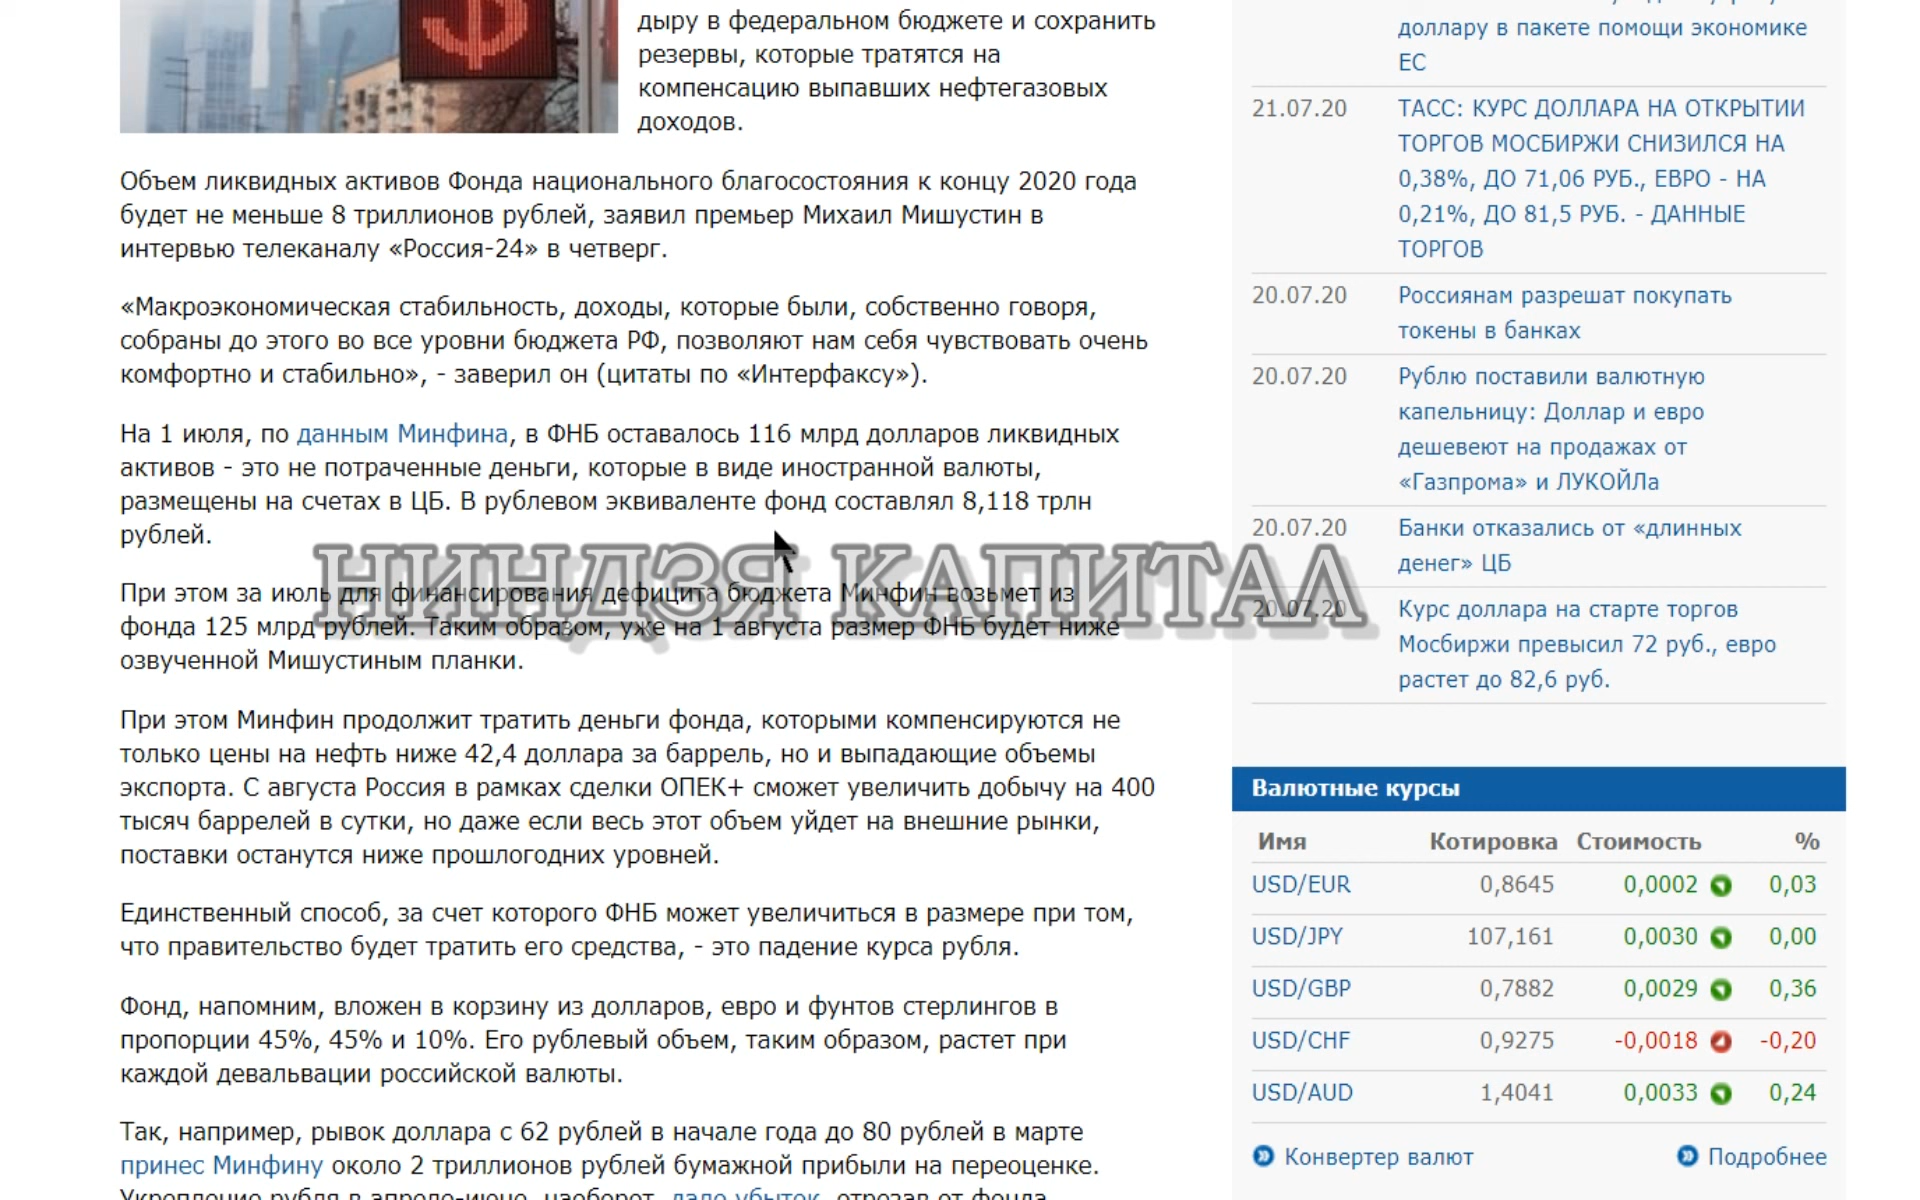 дыру в федеральном бюджете и сохранить
резервы, которые тратятся на
компенсацию выпавших нефтегазовых
доходов.
Объем ликвидных активов Фонда национального благосостояния к концу 2020 года
будет не меньше 8 триллионов рублей, заявил премьер Михаил Мишустин в
интервью телеканалу «Россия-24» в четверг.
«Макроэкономическая стабильность, доходы, которые были, собственно говоря,
собраны до этого во все уровни бюджета РФ, позволяют нам себя чувствовать очень
комфортно и стабильно», - заверил он (цитаты по «Интерфаксу»).
На 1 июля, по данным Минфина, в ФНБ оставалось 116 млрд долларов ликвидных
активов - это не потраченные деньги, которые в виде иностранной валюты,
размещены на счетах в ЦБ. В рублевом эквиваленте фонд составлял 8,118 трлн
рублей.
НИНДЗЯ КАПИТАЛ
При этом за июль для финансирования дефицита бюджета Минфин возьмет из
фонда 125 млрд рублей. Таким образом, уже на 1 августа размер ФНБ будет ниже
озвученной Мишустиным планки.
При этом Минфин продолжит тратить деньги фонда, которыми компенсируются не
только цены на нефть ниже 42,4 доллара за баррель, но и выпадающие объемы
экспорта. С августа Россия в рамках сделки ОПЕК+ сможет увеличить добычу на 400
тысяч баррелей в сутки, но даже если весь этот объем уйдет на внешние рынки,
поставки останутся ниже прошлогодних уровней.
Единственный способ, за счет которого ФНБ может увеличиться в размере при том,
что правительство будет тратить его средства, - это падение курса рубля.
Фонд, напомним, вложен в корзину из долларов, евро и фунтов стерлингов в
пропорции 45%, 45% и 10%. Его рублевый объем, таким образом, растет при
каждой девальвации российской валюты.
Так, например, рывок доллара с 62 рублей в начале года до 80 рублей в марте
принес Минфину около 2 триллионов рублей бумажной прибыли на переоценке.
Укрепление рубля в апреле-июне, наоборот, дало убыток, отрезав от фонда
доллару в пакете помощи экономике
ЕС
21.07.20 ТАСС: КУРС ДОЛЛАРА НА ОТКРЫТИИ
ТОРГОВ МОСБИРЖИ СНИЗИЛСЯ НА
0,38%, ДО 71,06 РУБ., ЕВРО - НА
0,21%, ДО 81,5 РУБ. - ДАННЫЕ
ТОРГОВ
20.07.20 Россиянам разрешат покупать
токены в банках
20.07.20 Рублю поставили валютную
капельницу: Доллар и евро
дешевеют на продажах от
«Газпрома» и ЛУКОЙЛа
20.07.20 Банки отказались от «длинных
денег» ЦБ
20.07.20 Курс доллара на старте торгов
Мосбиржи превысил 72 руб., евро
растет до 82,6 руб.
Валютные курсы
Имя Котировка Стоимость %
USD/EUR 0,8645 0,0002 0,03
USD/JPY 107,161 0,0030 0,00
USD/GBP 0,7882 0,0029 0,36
USD/CHF 0,9275 -0,0018 -0,20
USD/AUD 1,4041 0,0033 0,24
Конвертер валют Подробнее